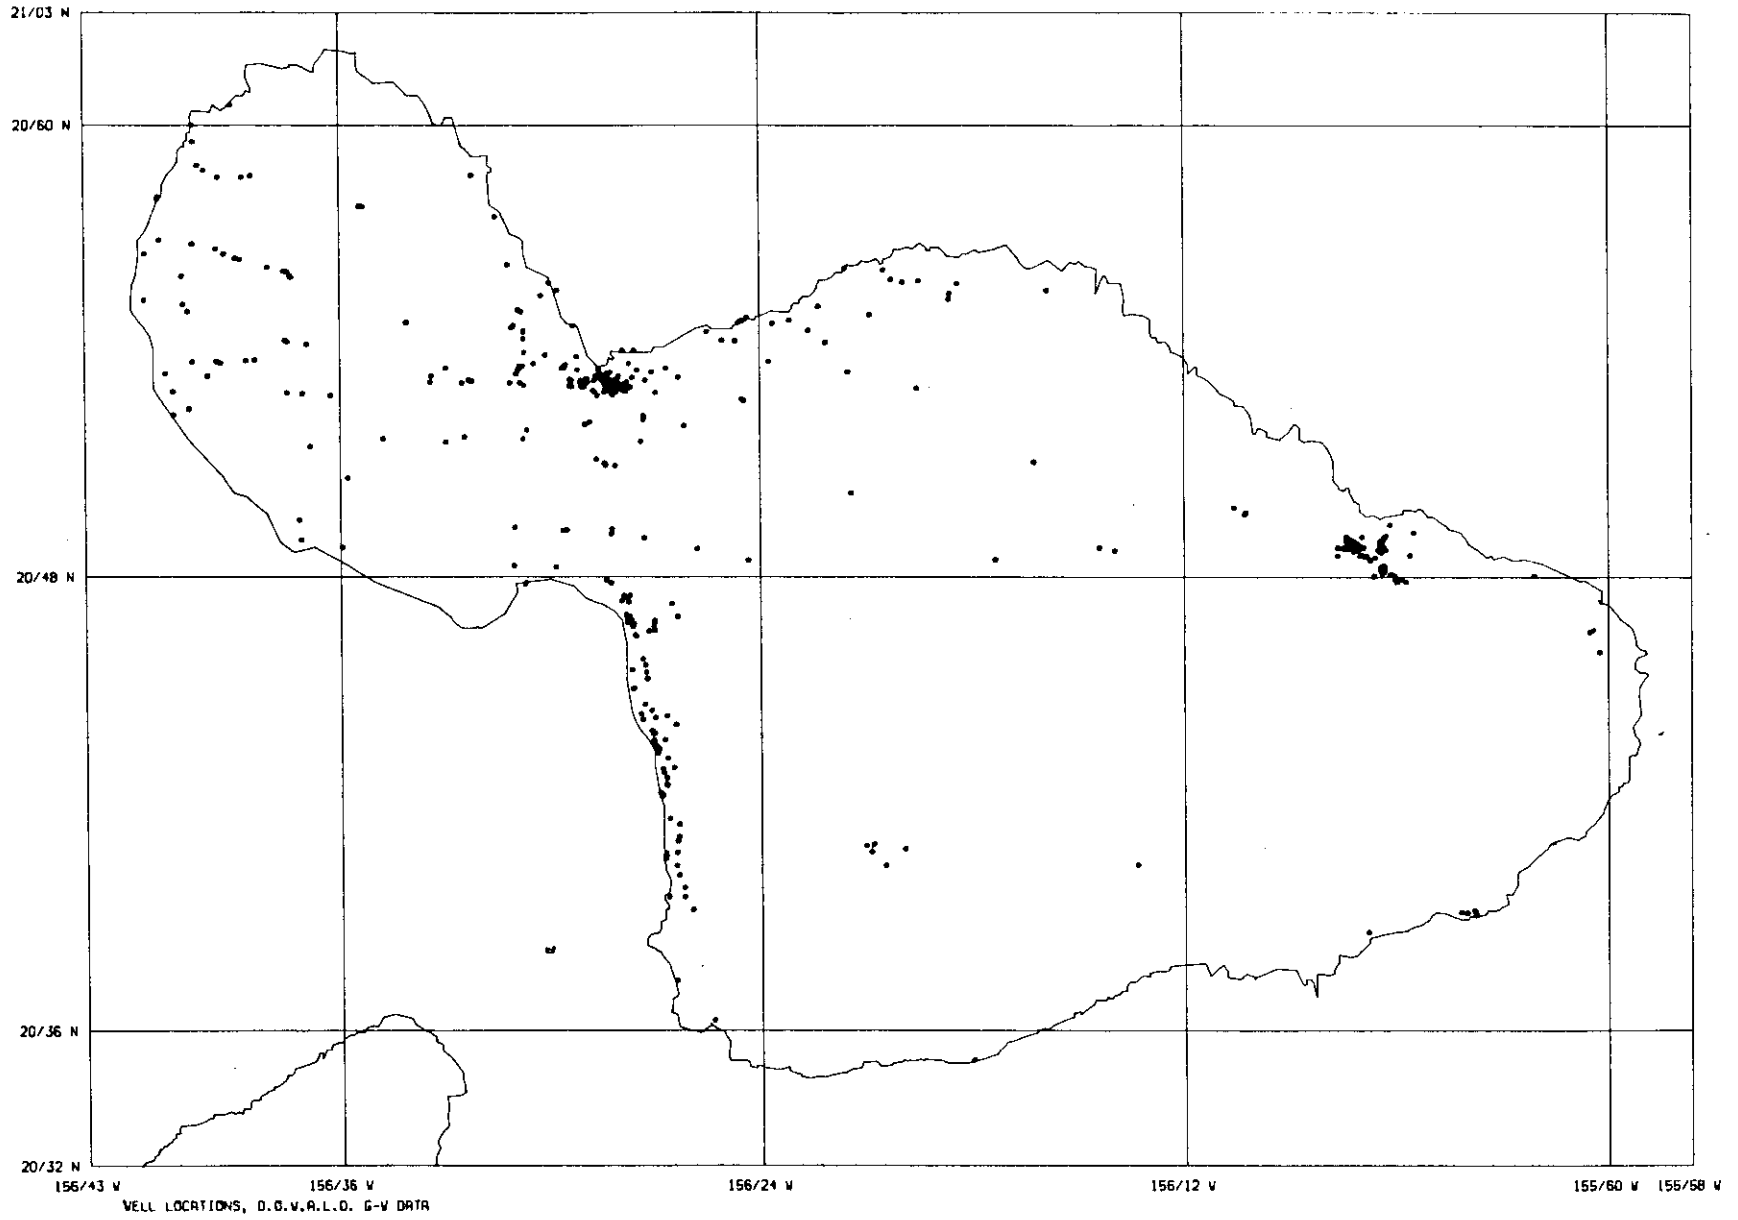 21/03 N
20/60 N
20/48 N
20/36 N
20/32 N
156/43 W 156/36 W 156/24 W 156/12 W 155/60 W 155/58 W
WELL LOCATIONS, D.O.W.A.L.D. G-W DATA